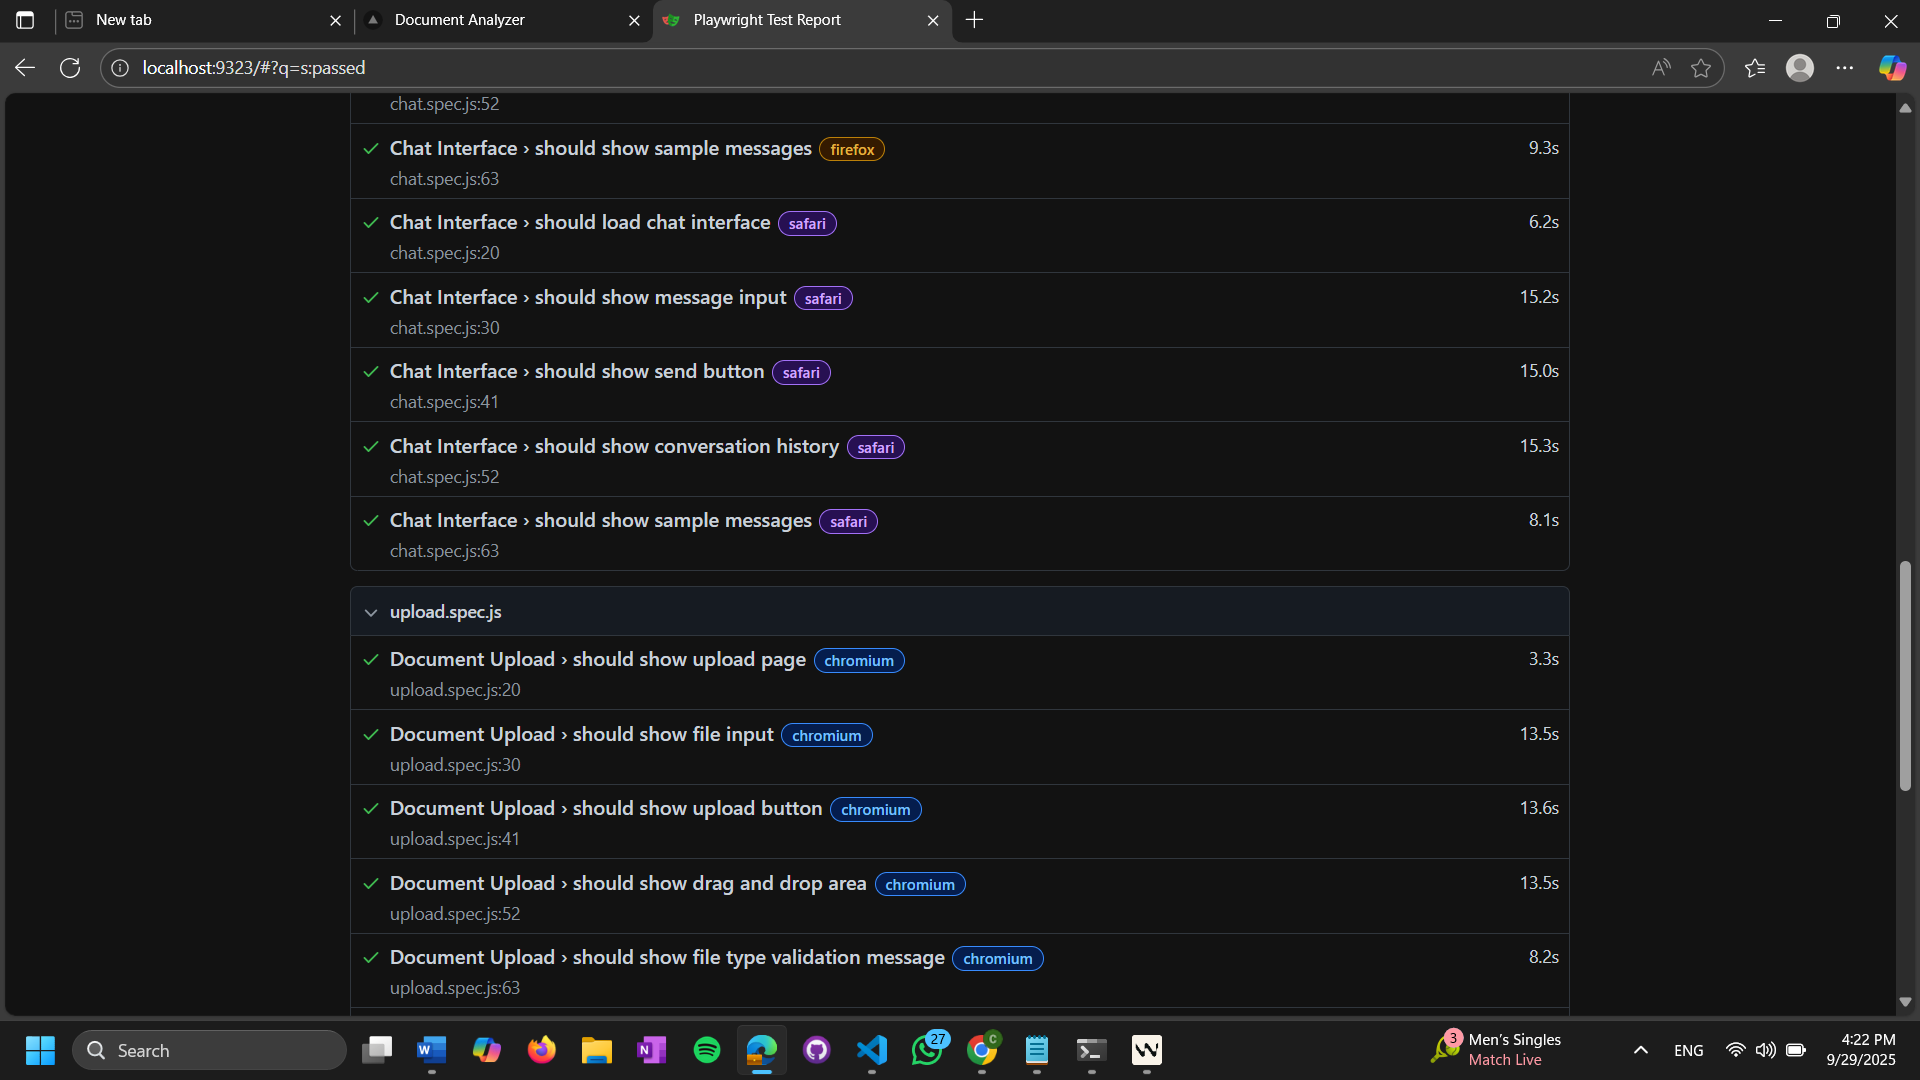 New tab
Document Analyzer
Playwright Test Report
localhost:9323/#?q=s:passed
chat.spec.js:52
Chat Interface › should show sample messages firefox 9.3s
chat.spec.js:63
Chat Interface › should load chat interface safari 6.2s
chat.spec.js:20
Chat Interface › should show message input safari 15.2s
chat.spec.js:30
Chat Interface › should show send button safari 15.0s
chat.spec.js:41
Chat Interface › should show conversation history safari 15.3s
chat.spec.js:52
Chat Interface › should show sample messages safari 8.1s
chat.spec.js:63
upload.spec.js
Document Upload › should show upload page chromium 3.3s
upload.spec.js:20
Document Upload › should show file input chromium 13.5s
upload.spec.js:30
Document Upload › should show upload button chromium 13.6s
upload.spec.js:41
Document Upload › should show drag and drop area chromium 13.5s
upload.spec.js:52
Document Upload › should show file type validation message chromium 8.2s
upload.spec.js:63
Search
27
C
3
Men's Singles
Match Live
ENG
4:22 PM
9/29/2025